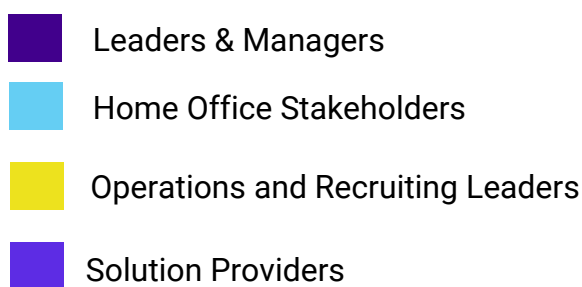 Leaders & Managers
Home Office Stakeholders
Operations and Recruiting Leaders
Solution Providers